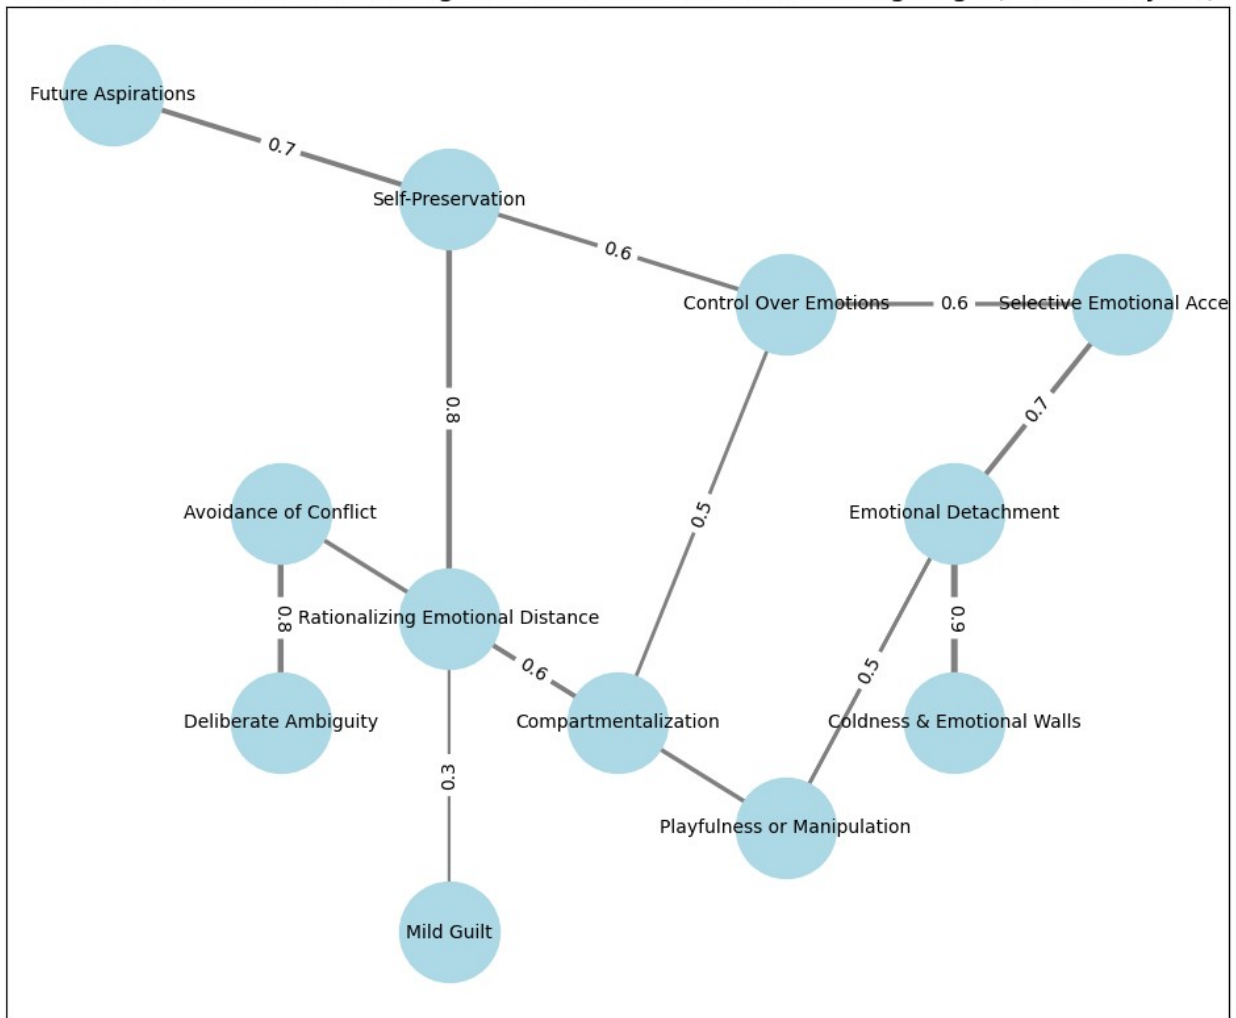 Future Aspirations
0.7
Self-Preservation
0.6
Control Over Emotions
0.6
Selective Emotional Acce
0.7
0.8
Avoidance of Conflict
0.5
Emotional Detachment
0.8
Rationalizing Emotional Distance
0.6
0.5
0.9
Deliberate Ambiguity
Compartmentalization
Coldness & Emotional Walls
0.3
Playfulness or Manipulation
Mild Guilt